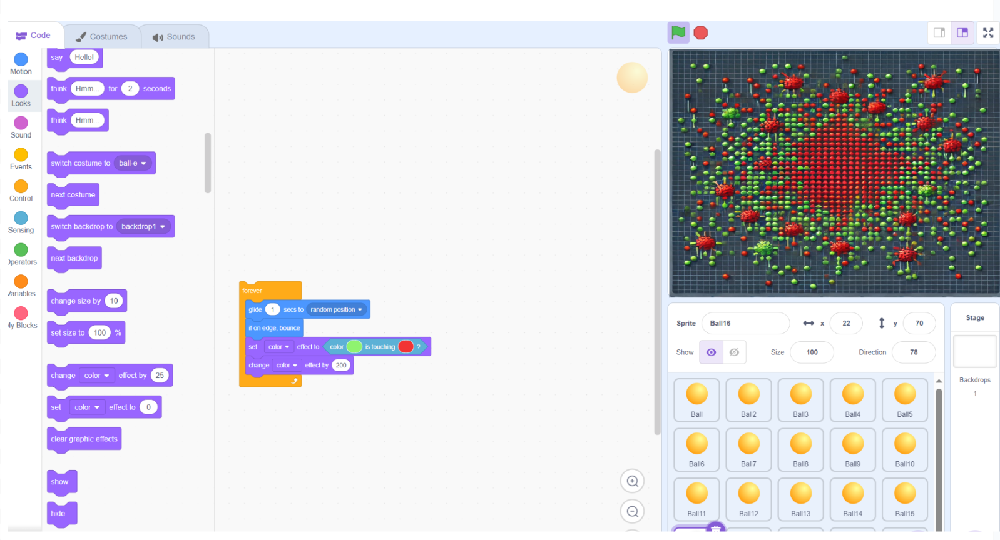 Code
Costumes
Sounds
Motion
Looks
Sound
Events
Control
Sensing
Operators
Variables
My Blocks
say Hello!
think Hmm... for 2 seconds
think Hmm...
switch costume to ball-e
next costume
switch backdrop to backdrop1
next backdrop
change size by 10
set size to 100 %
change color effect by 25
set color effect to 0
clear graphic effects
show
hide
forever
glide 1 secs to random position
if on edge, bounce
set color effect to color is touching ?
change color effect by 200
Sprite Ball16 x 22 y 70
Show Size 100 Direction 78
Ball Ball2 Ball3 Ball4 Ball5
Ball6 Ball7 Ball8 Ball9 Ball10
Ball11 Ball12 Ball13 Ball14 Ball15
Stage
Backdrops
1